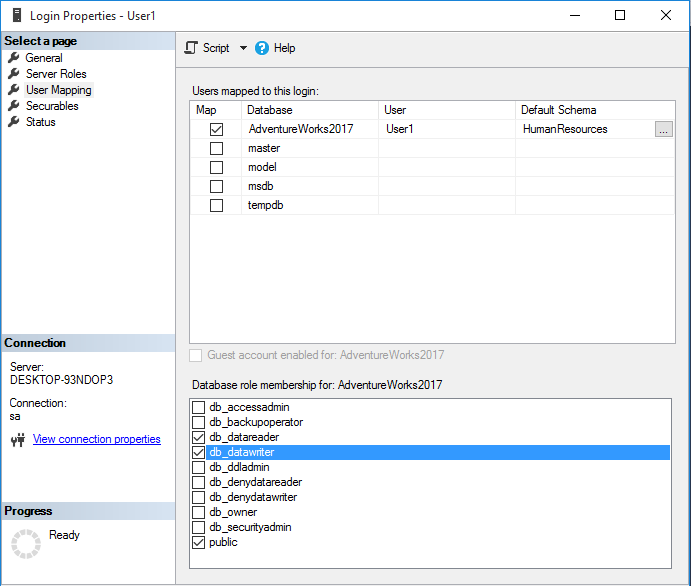 Login Properties - User1
Select a page
General
Server Roles
User Mapping
Securables
Status
Connection
Server:
DESKTOP-93NDOP3
Connection:
sa
View connection properties
Progress
Ready
Script Help
Users mapped to this login:
Map Database User Default Schema
AdventureWorks2017 User1 HumanResources ...
master
model
msdb
tempdb
Guest account enabled for: AdventureWorks2017
Database role membership for: AdventureWorks2017
db_accessadmin
db_backupoperator
db_datareader
db_datawriter
db_ddladmin
db_denydatareader
db_denydatawriter
db_owner
db_securityadmin
public